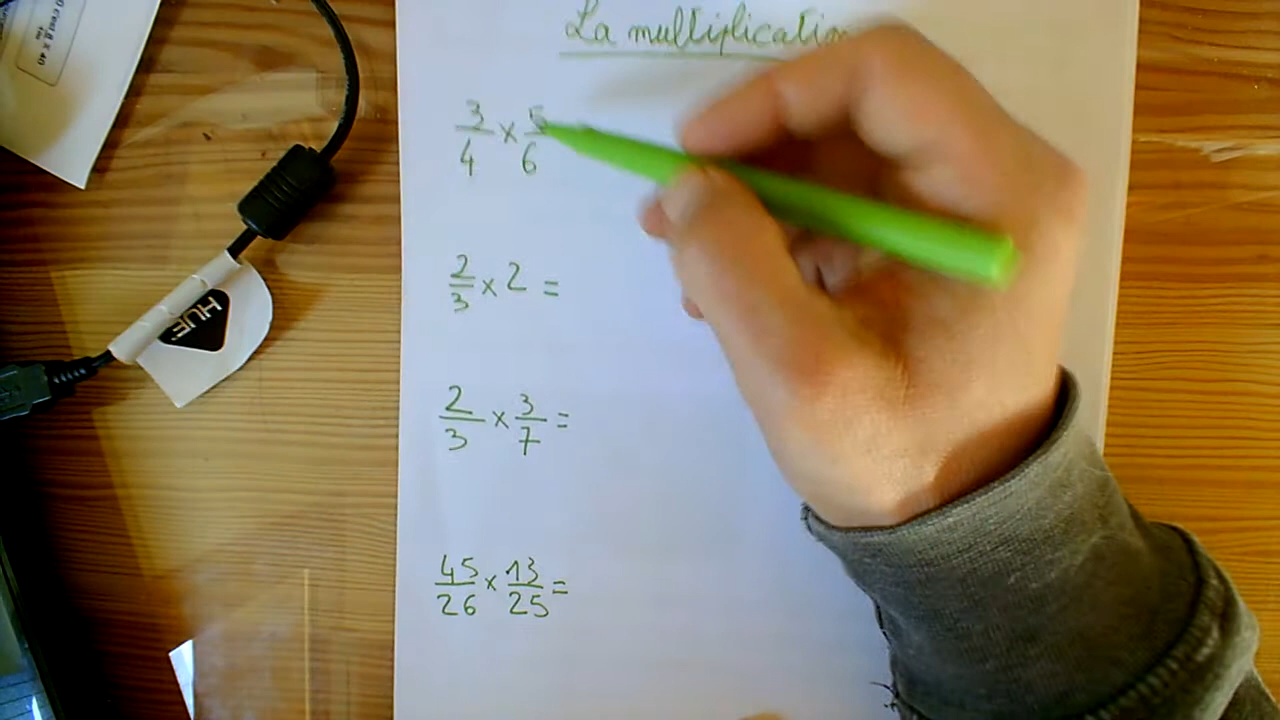 La multiplication
3/4 × 5/6
2/3 × 2 =
2/3 × 3/7 =
45/26 × 13/25 =
HUE